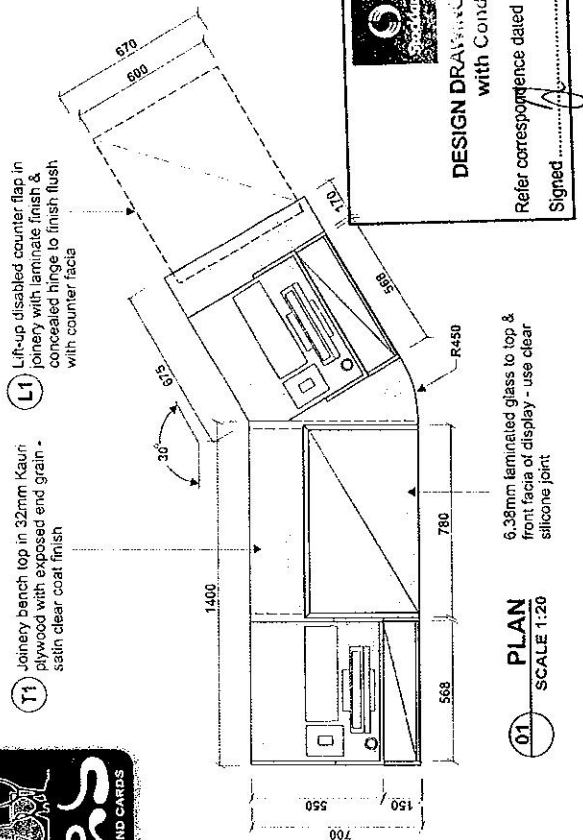 T1
Joinery bench top in 32mm Kauri
plywood with exposed end grain -
satin clear coat finish
L1
Lift-up disabled counter flap in
joinery with laminate finish &
concealed hinge to finish flush
with counter facia
670
600
675
30°
170
568
R450
1400
780
568
550
150
700
6.38mm laminated glass to top &
front facia of display - use clear
silicone joint
01
PLAN
SCALE 1:20
ND CARDS
DESIGN
with Cond
Refer correspondence dated
Signed